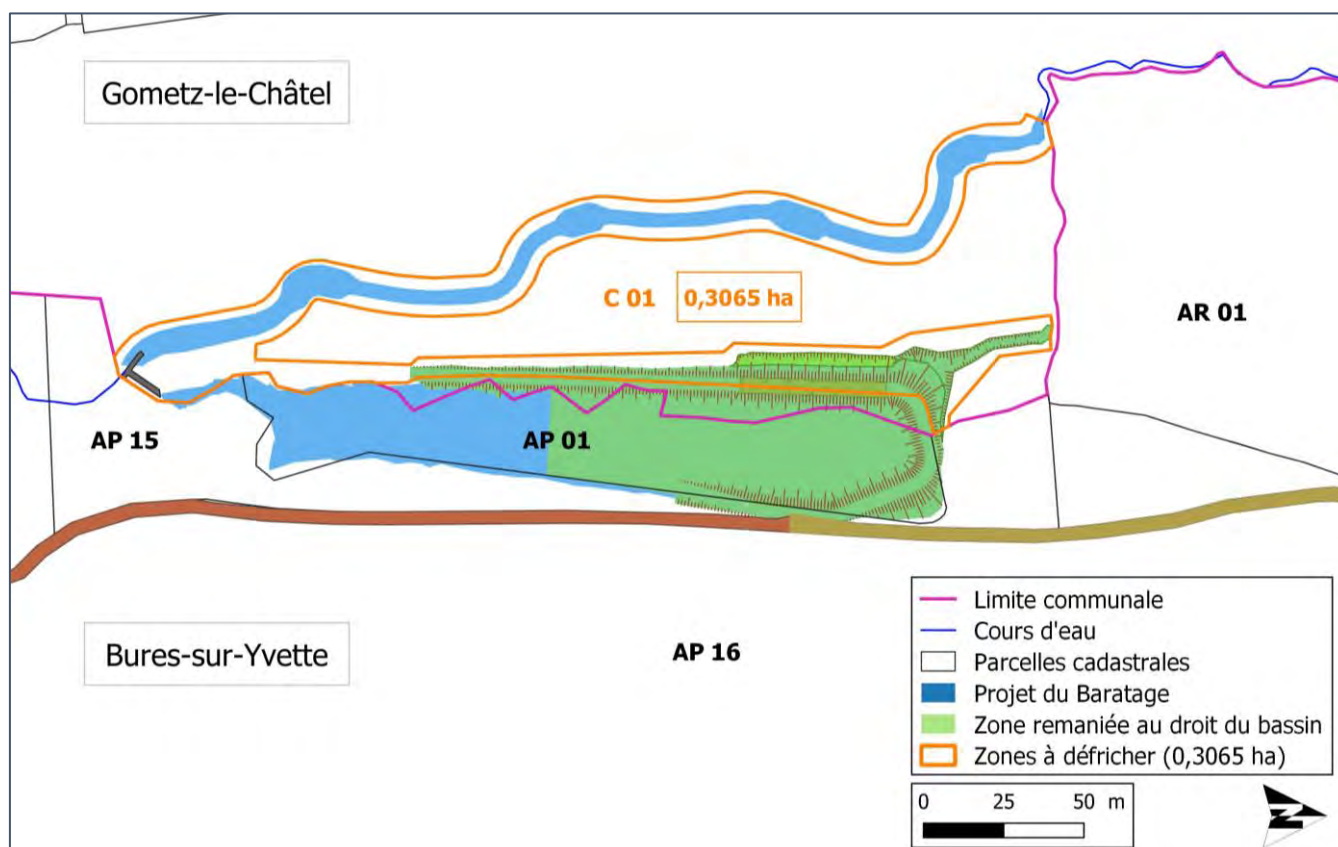 Gometz-le-Châtel
C 01
0,3065 ha
AR 01
AP 15
AP 01
Bures-sur-Yvette
AP 16
Limite communale
Cours d'eau
Parcelles cadastrales
Projet du Baratage
Zone remaniée au droit du bassin
Zones à défricher (0,3065 ha)
0 25 50 m
N